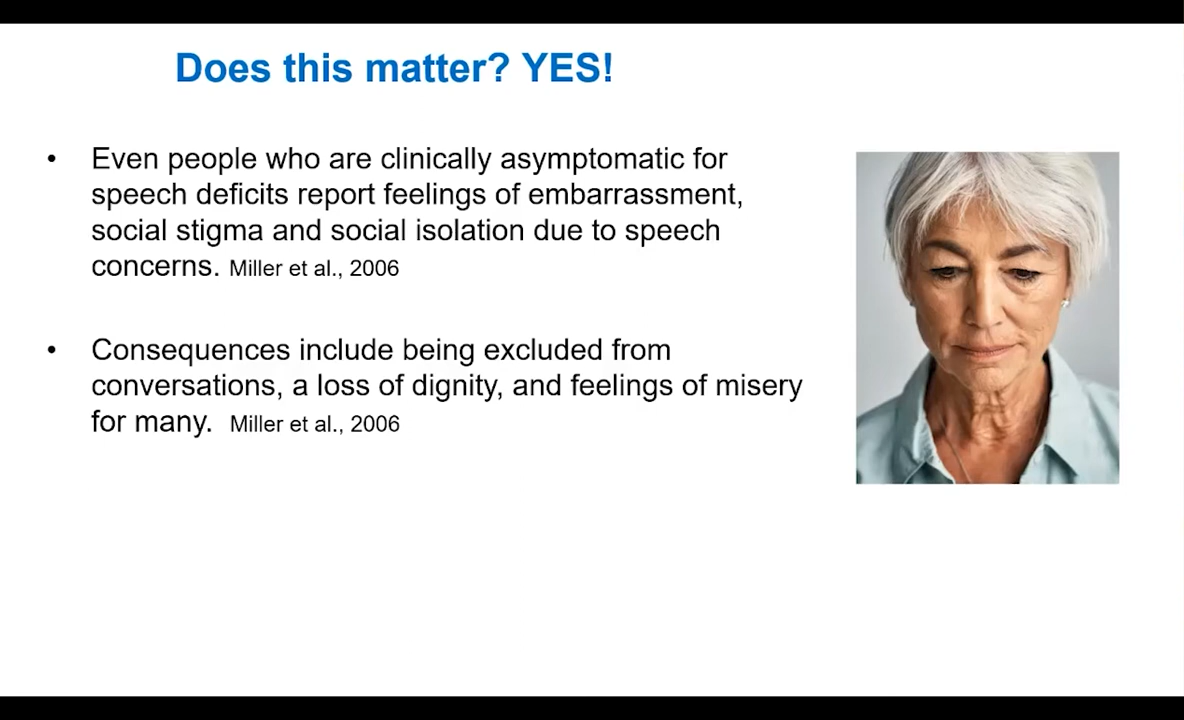 Does this matter? YES!
• Even people who are clinically asymptomatic for
speech deficits report feelings of embarrassment,
social stigma and social isolation due to speech
concerns. Miller et al., 2006
• Consequences include being excluded from
conversations, a loss of dignity, and feelings of misery
for many. Miller et al., 2006